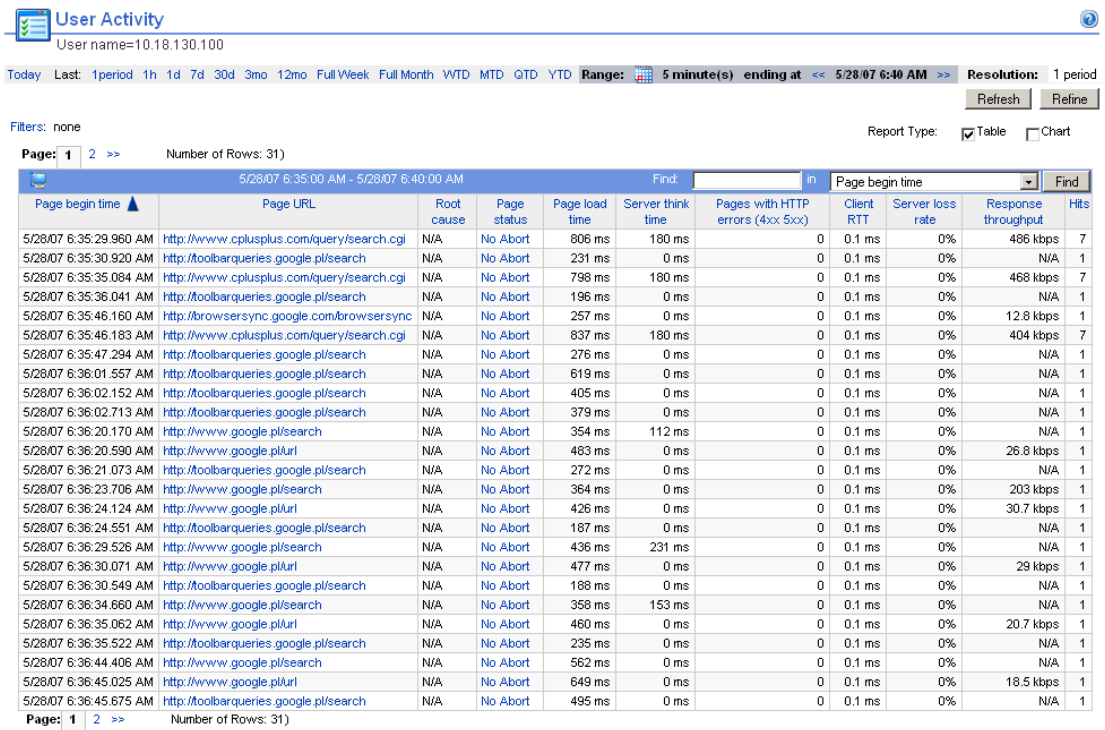 User Activity
User name=10.18.130.100
Today Last: 1period 1h 1d 7d 30d 3mo 12mo Full Week Full Month WTD MTD QTD YTD Range: 5 minute(s) ending at << 5/28/07 6:40 AM >> Resolution: 1 period
Refresh Refine
Filters: none
Report Type: Table Chart
Page: 1 2 >> Number of Rows: 31)
5/28/07 6:35:00 AM - 5/28/07 6:40:00 AM Find: in Page begin time Find
Page begin time Page URL Root cause Page status Page load time Server think time Pages with HTTP errors (4xx 5xx) Client RTT Server loss rate Response throughput Hits
5/28/07 6:35:29.960 AM http://www.cplusplus.com/query/search.cgi N/A No Abort 806 ms 180 ms 0 0.1 ms 0% 486 kbps 7
5/28/07 6:35:30.920 AM http://toolbarqueries.google.pl/search N/A No Abort 231 ms 0 ms 0 0.1 ms 0% N/A 1
5/28/07 6:35:35.084 AM http://www.cplusplus.com/query/search.cgi N/A No Abort 798 ms 180 ms 0 0.1 ms 0% 468 kbps 7
5/28/07 6:35:36.041 AM http://toolbarqueries.google.pl/search N/A No Abort 196 ms 0 ms 0 0.1 ms 0% N/A 1
5/28/07 6:35:46.160 AM http://browsersync.google.com/browsersync N/A No Abort 257 ms 0 ms 0 0.1 ms 0% 12.8 kbps 1
5/28/07 6:35:46.183 AM http://www.cplusplus.com/query/search.cgi N/A No Abort 837 ms 180 ms 0 0.1 ms 0% 404 kbps 7
5/28/07 6:35:47.294 AM http://toolbarqueries.google.pl/search N/A No Abort 276 ms 0 ms 0 0.1 ms 0% N/A 1
5/28/07 6:36:01.557 AM http://toolbarqueries.google.pl/search N/A No Abort 619 ms 0 ms 0 0.1 ms 0% N/A 1
5/28/07 6:36:02.152 AM http://toolbarqueries.google.pl/search N/A No Abort 405 ms 0 ms 0 0.1 ms 0% N/A 1
5/28/07 6:36:02.713 AM http://toolbarqueries.google.pl/search N/A No Abort 379 ms 0 ms 0 0.1 ms 0% N/A 1
5/28/07 6:36:20.170 AM http://www.google.pl/search N/A No Abort 354 ms 112 ms 0 0.1 ms 0% N/A 1
5/28/07 6:36:20.590 AM http://www.google.pl/url N/A No Abort 483 ms 0 ms 0 0.1 ms 0% 26.8 kbps 1
5/28/07 6:36:21.073 AM http://toolbarqueries.google.pl/search N/A No Abort 272 ms 0 ms 0 0.1 ms 0% N/A 1
5/28/07 6:36:23.706 AM http://www.google.pl/search N/A No Abort 364 ms 0 ms 0 0.1 ms 0% 203 kbps 1
5/28/07 6:36:24.124 AM http://www.google.pl/url N/A No Abort 426 ms 0 ms 0 0.1 ms 0% 30.7 kbps 1
5/28/07 6:36:24.551 AM http://toolbarqueries.google.pl/search N/A No Abort 187 ms 0 ms 0 0.1 ms 0% N/A 1
5/28/07 6:36:29.526 AM http://www.google.pl/search N/A No Abort 436 ms 231 ms 0 0.1 ms 0% N/A 1
5/28/07 6:36:30.071 AM http://www.google.pl/url N/A No Abort 477 ms 0 ms 0 0.1 ms 0% 29 kbps 1
5/28/07 6:36:30.549 AM http://toolbarqueries.google.pl/search N/A No Abort 188 ms 0 ms 0 0.1 ms 0% N/A 1
5/28/07 6:36:34.660 AM http://www.google.pl/search N/A No Abort 358 ms 153 ms 0 0.1 ms 0% N/A 1
5/28/07 6:36:35.062 AM http://www.google.pl/url N/A No Abort 460 ms 0 ms 0 0.1 ms 0% 20.7 kbps 1
5/28/07 6:36:35.522 AM http://toolbarqueries.google.pl/search N/A No Abort 235 ms 0 ms 0 0.1 ms 0% N/A 1
5/28/07 6:36:44.406 AM http://www.google.pl/search N/A No Abort 562 ms 0 ms 0 0.1 ms 0% N/A 1
5/28/07 6:36:45.025 AM http://www.google.pl/url N/A No Abort 649 ms 0 ms 0 0.1 ms 0% 18.5 kbps 1
5/28/07 6:36:45.675 AM http://toolbarqueries.google.pl/search N/A No Abort 495 ms 0 ms 0 0.1 ms 0% N/A 1
Page: 1 2 >> Number of Rows: 31)